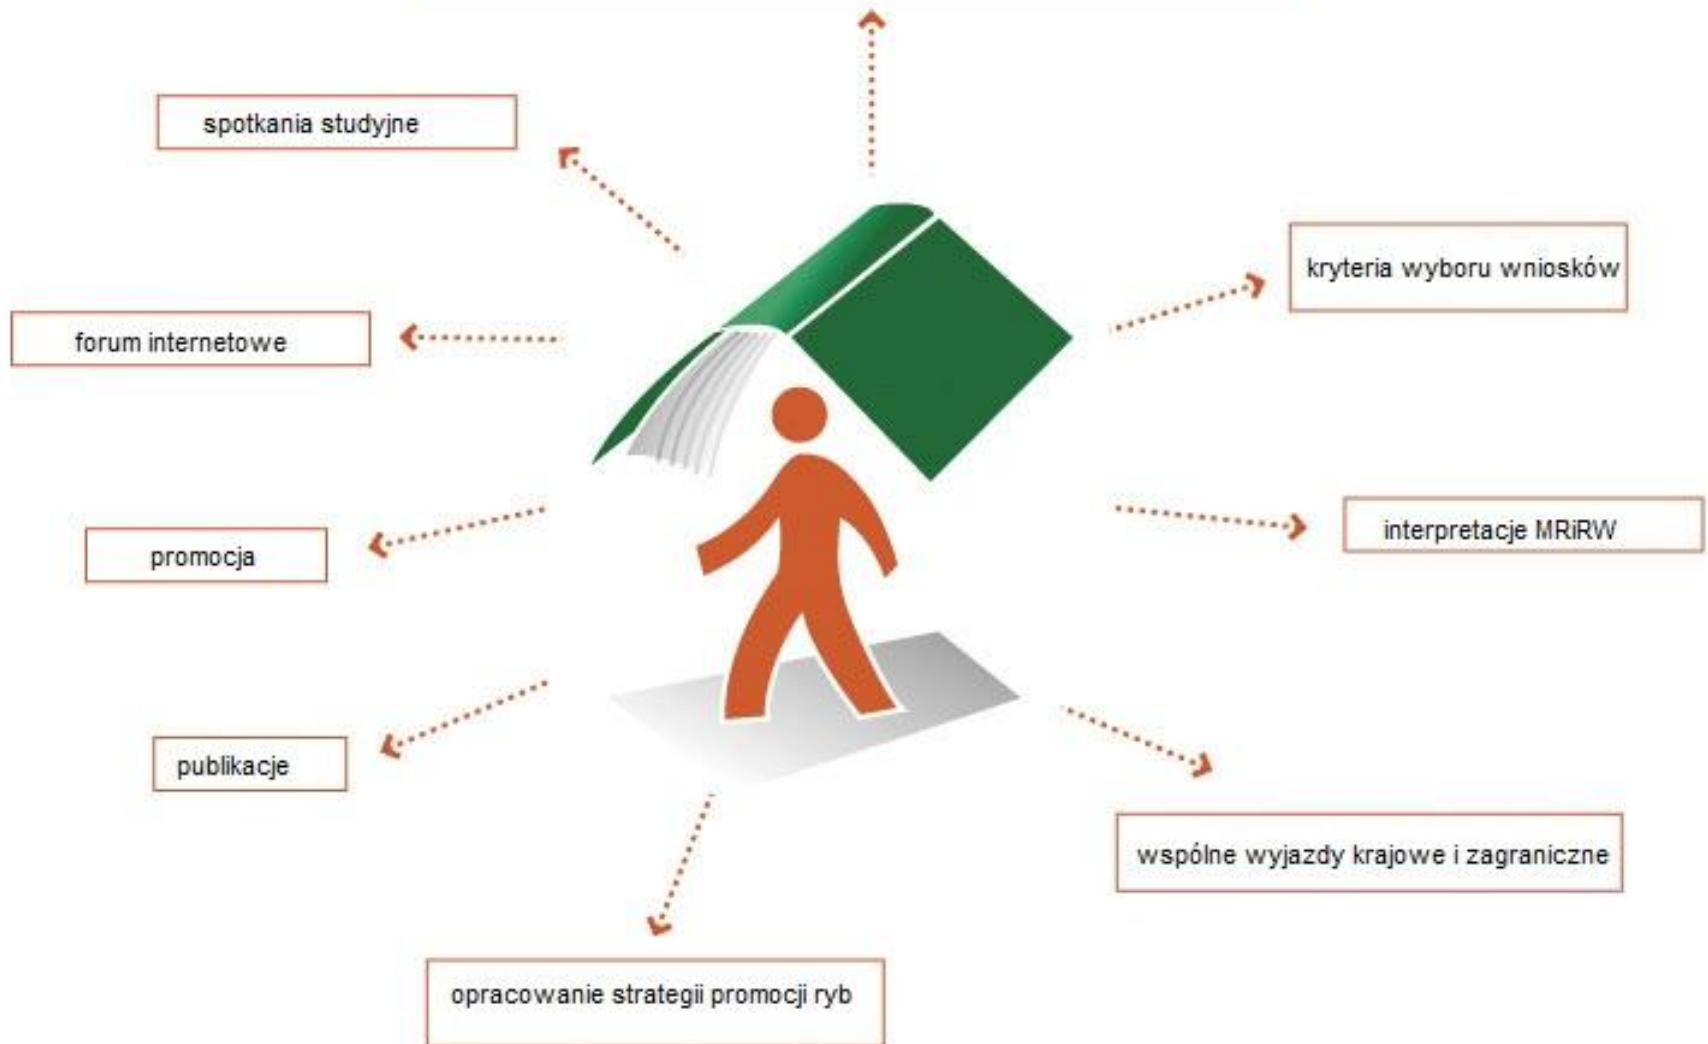 spotkania studyjne
kryteria wyboru wniosków
forum internetowe
interpretacje MRiRW
promocja
publikacje
wspólne wyjazdy krajowe i zagraniczne
opracowanie strategii promocji ryb